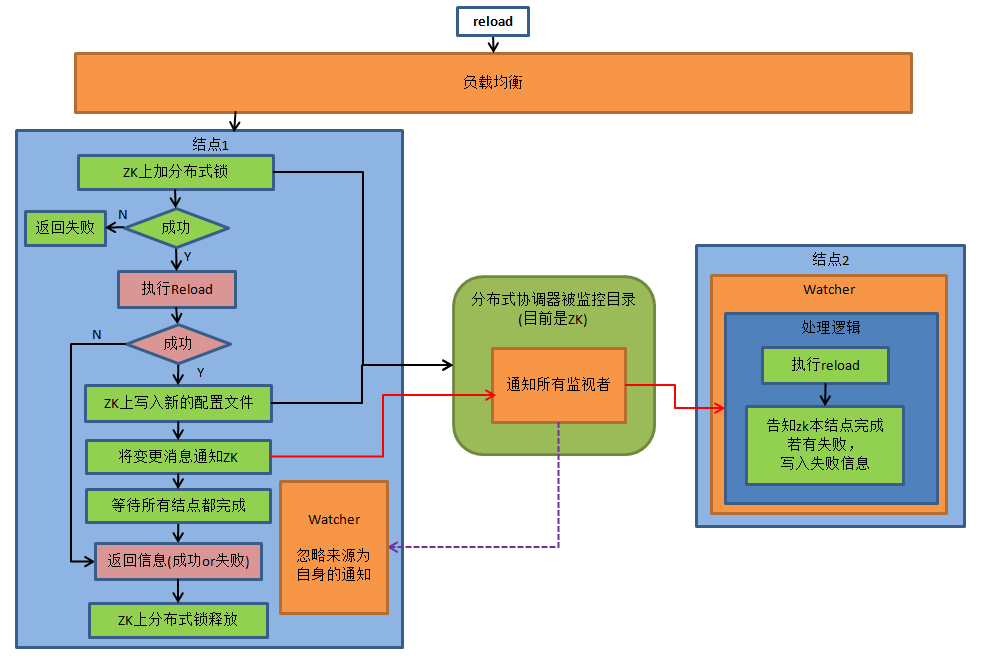 reload
负载均衡
结点1
ZK上加分布式锁
N
返回失败
成功
Y
执行Reload
N
成功
Y
ZK上写入新的配置文件
将变更消息通知ZK
等待所有结点都完成
返回信息(成功or失败)
ZK上分布式锁释放
Watcher
忽略来源为
自身的通知
分布式协调器被监控目录
(目前是ZK)
通知所有监视者
结点2
Watcher
处理逻辑
执行reload
告知zk本结点完成
若有失败，
写入失败信息